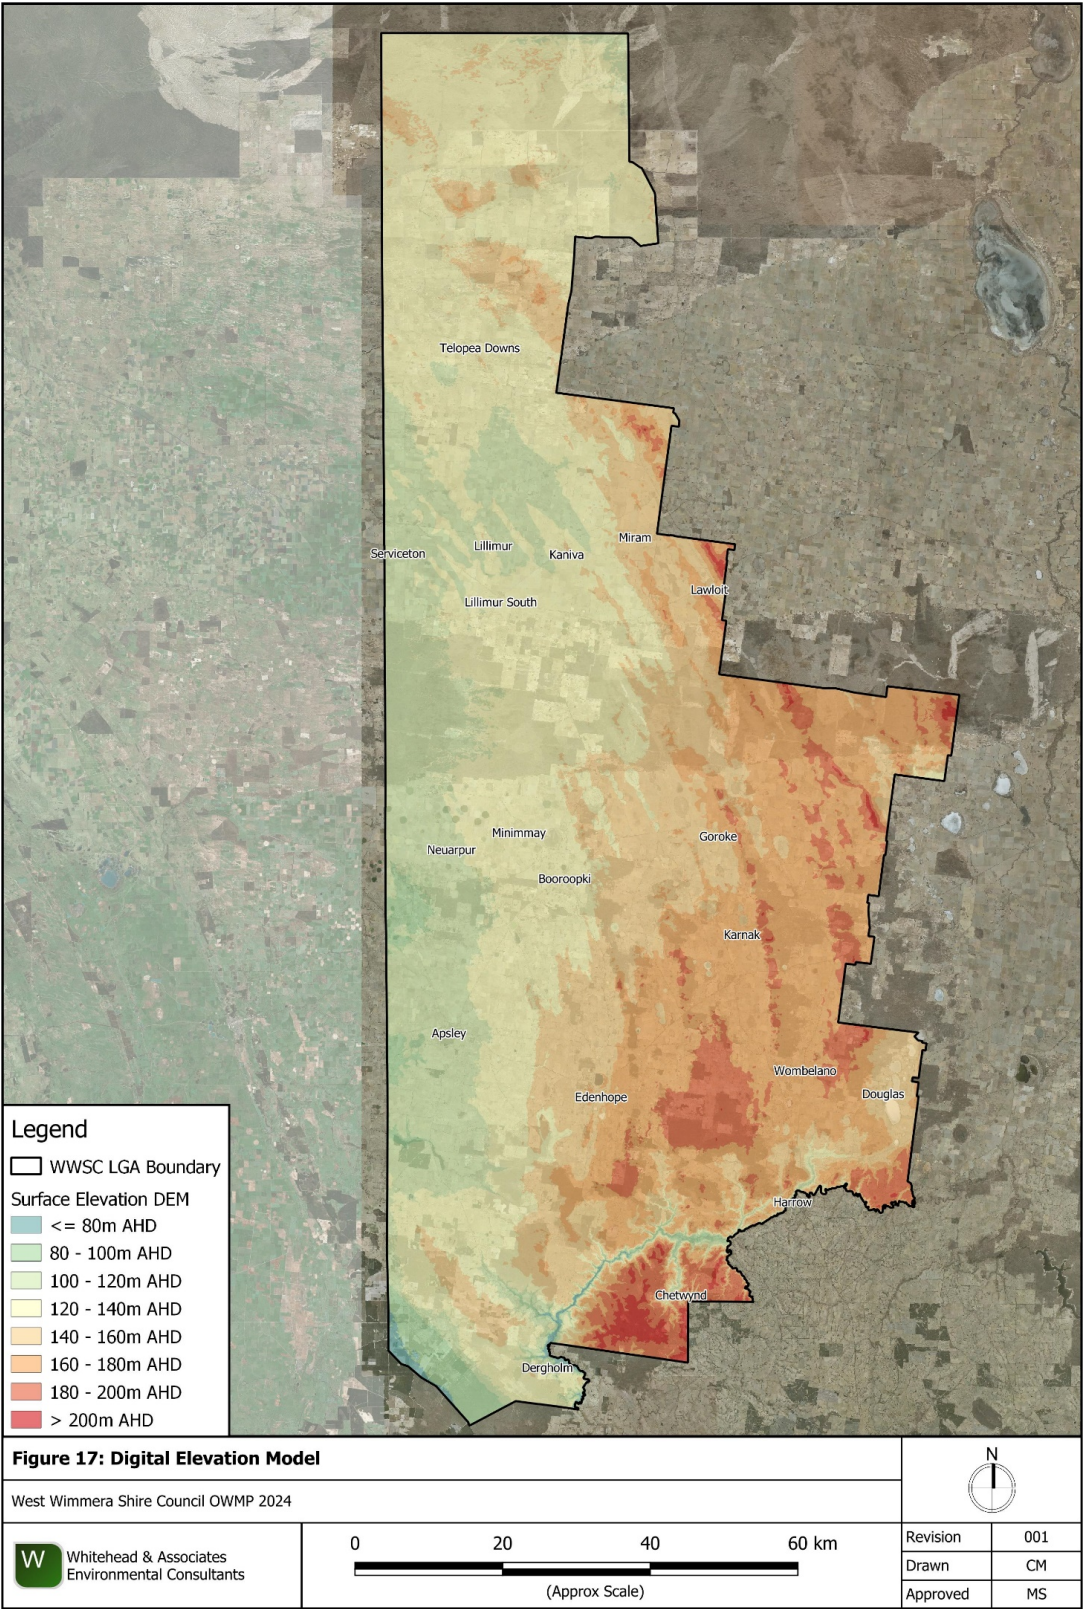 Telopea Downs
Miram
Serviceton
Lillimur
Kaniva
Lawloit
Lillimur South
Minimmay
Goroke
Neuarpur
Booroopki
Karnak
Apsley
Wombelano
Edenhope
Douglas
Harrow
Chetwynd
Dergholm
Legend
WWSC LGA Boundary
Surface Elevation DEM
<= 80m AHD
80 - 100m AHD
100 - 120m AHD
120 - 140m AHD
140 - 160m AHD
160 - 180m AHD
180 - 200m AHD
> 200m AHD
Figure 17: Digital Elevation Model
West Wimmera Shire Council OWMP 2024
N
W
Whitehead & Associates
Environmental Consultants
0 20 40 60 km
(Approx Scale)
Revision 001
Drawn CM
Approved MS